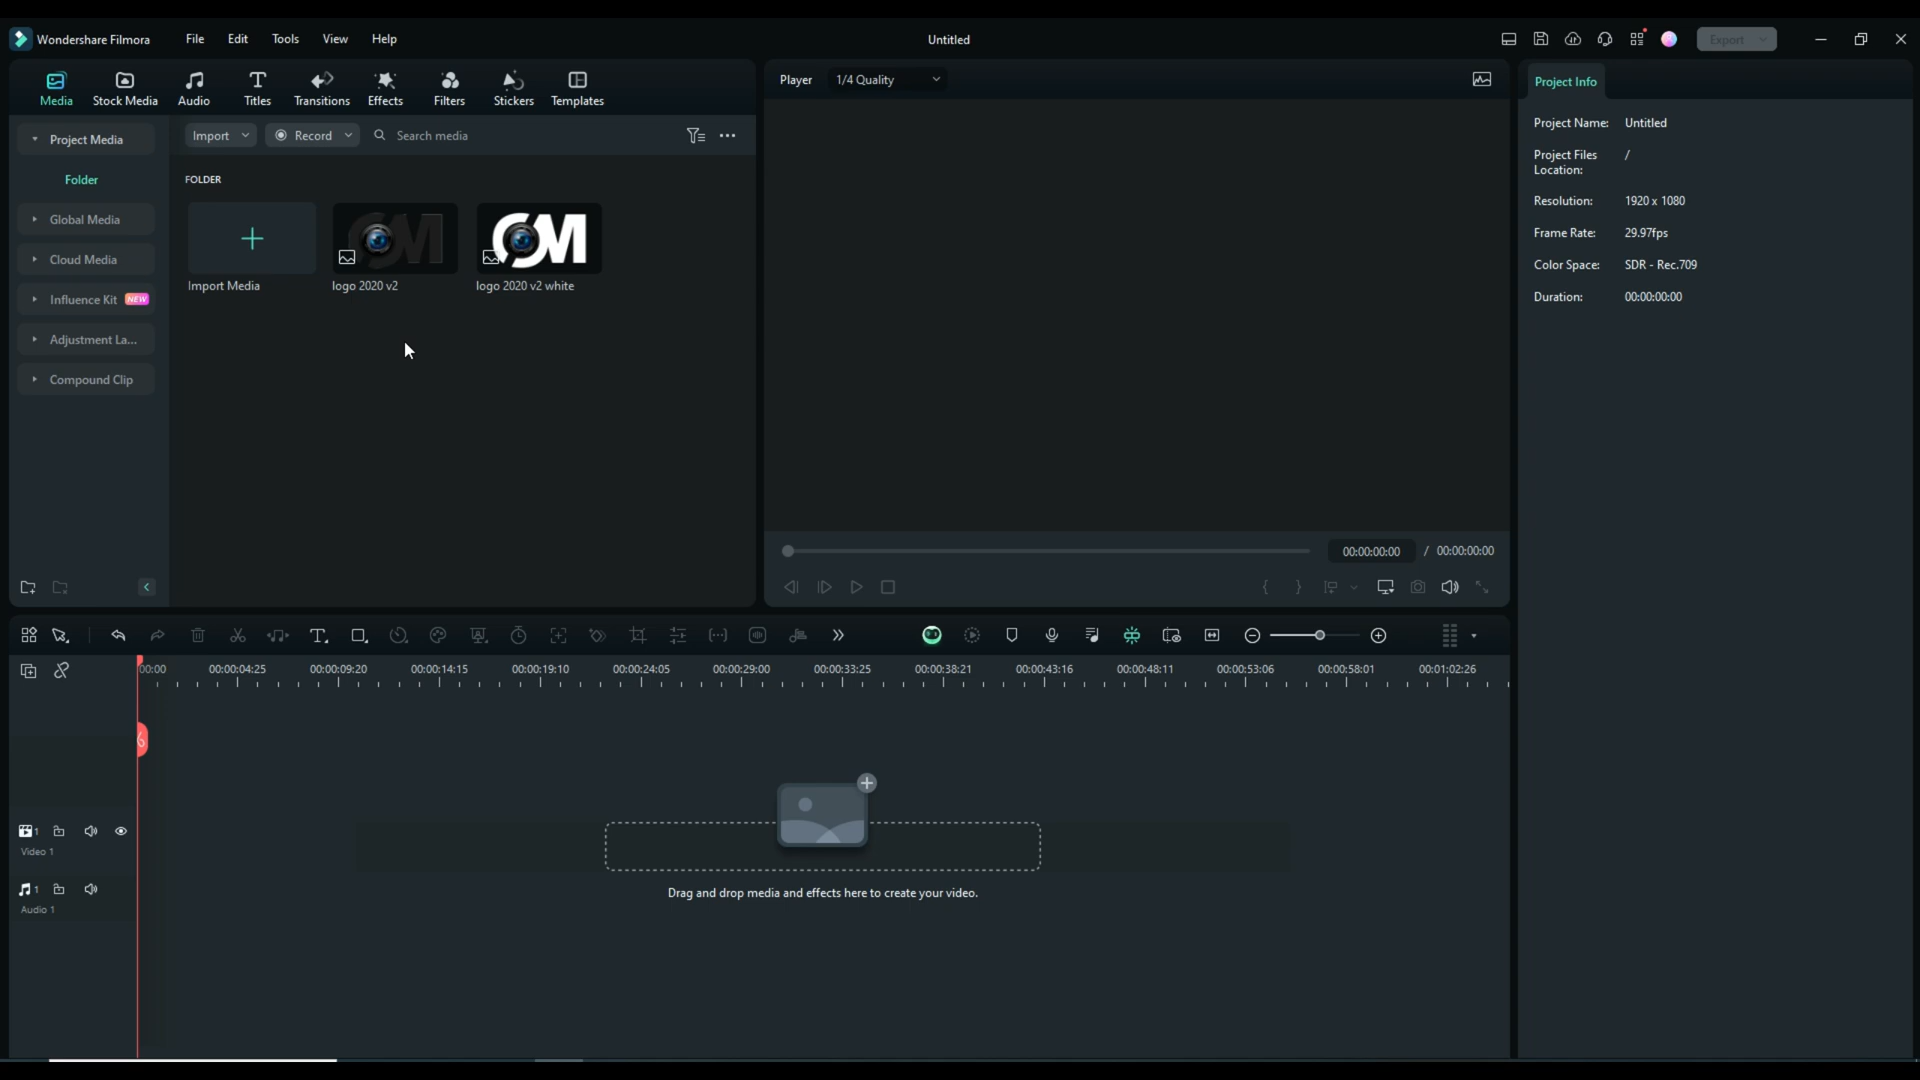 Wondershare Filmora File Edit Tools View Help Untitled Export
Media Stock Media Audio Titles Transitions Effects Filters Stickers Templates
Player 1/4 Quality
Project Info
Project Media
Import Record Search media
Folder
FOLDER
Global Media
Cloud Media
Influence Kit NEW
Adjustment La...
Compound Clip
Import Media logo 2020 v2 logo 2020 v2 white
Project Name: Untitled
Project Files /
Location:
Resolution: 1920 x 1080
Frame Rate: 29.97fps
Color Space: SDR - Rec.709
Duration: 00:00:00:00
00:00:00:00 / 00:00:00:00
00:00 00:00:04:25 00:00:09:20 00:00:14:15 00:00:19:10 00:00:24:05 00:00:29:00 00:00:33:25 00:00:38:21 00:00:43:16 00:00:48:11 00:00:53:06 00:00:58:01 00:01:02:26
1
Video 1
1
Audio 1
Drag and drop media and effects here to create your video.